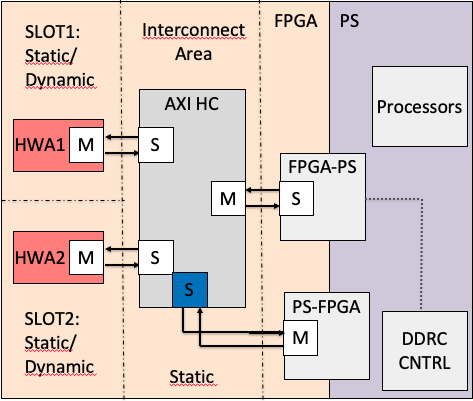 SLOT1:
Static/
Dynamic
Interconnect
Area
FPGA
PS
AXI HC
Processors
HWA1
M
S
FPGA-PS
M
S
HWA2
M
S
S
PS-FPGA
M
SLOT2:
Static/
Dynamic
Static
DDRC
CNTRL